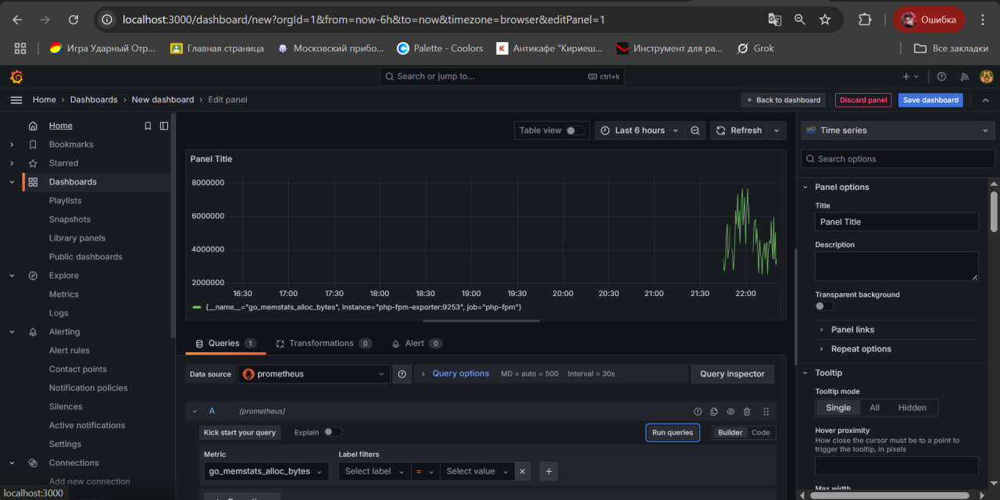 localhost:3000/dashboard/new?orgId=1&from=now-6h&to=now&timezone=browser&editPanel=1
Ошибка
Игра Ударный Отр...
Главная страница
Московский прибо...
Palette - Coolors
Антикафе "Кириеш...
Инструмент для ра...
Grok
Все закладки
Search or jump to...
ctrl+k
Home › Dashboards › New dashboard › Edit panel
Back to dashboard
Discard panel
Save dashboard
Home
Bookmarks
Starred
Dashboards
Playlists
Snapshots
Library panels
Public dashboards
Explore
Metrics
Logs
Alerting
Alert rules
Contact points
Notification policies
Silences
Active notifications
Settings
Connections
Add new connection
localhost:3000
Table view
Last 6 hours
Refresh
Panel Title
8000000
6000000
4000000
2000000
16:30 17:00 17:30 18:00 18:30 19:00 19:30 20:00 20:30 21:00 21:30 22:00
{__name__="go_memstats_alloc_bytes", instance="php-fpm-exporter:9253", job="php-fpm"}
Queries 1
Transformations 0
Alert 0
Data source
prometheus
Query options
MD = auto = 500
Interval = 30s
Query inspector
A
(prometheus)
Kick start your query
Explain
Run queries
Builder
Code
Metric
Label filters
go_memstats_alloc_bytes
Select label
=
Select value
Time series
Search options
Panel options
Title
Panel Title
Description
Transparent background
Panel links
Repeat options
Tooltip
Tooltip mode
Single
All
Hidden
Hover proximity
How close the cursor must be to a point to
trigger the tooltip, in pixels
Max width